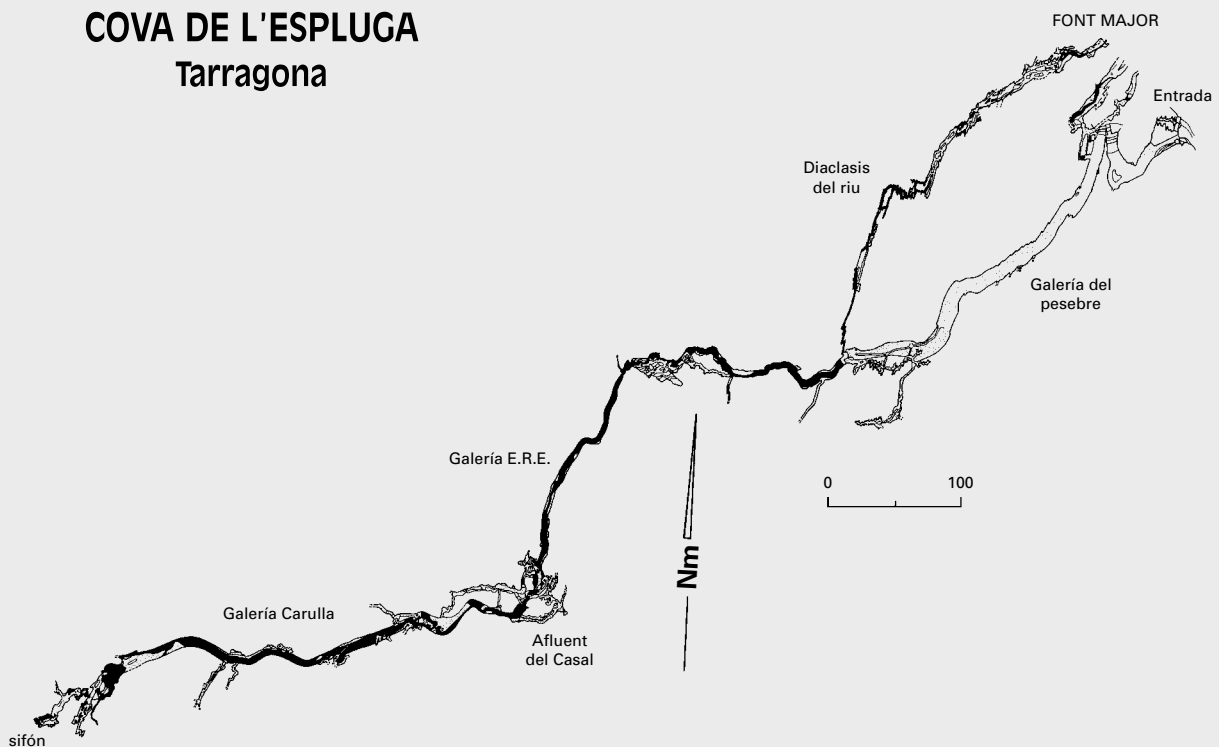 COVA DE L'ESPLUGA
Tarragona
FONT MAJOR
Entrada
Diaclasis
del riu
Galería del
pesebre
Galería E.R.E.
0 100
Nm
Galería Carulla
Afluent
del Casal
sifón